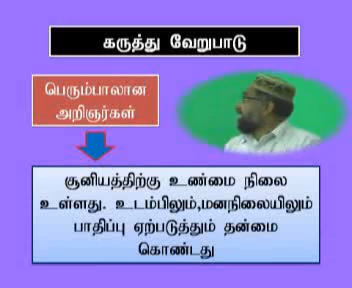 கருத்து வேறுபாடு
பெரும்பாலான
அறிஞர்கள்
சூனியத்திற்கு உண்மை நிலை
உள்ளது. உடம்பிலும்,மனநிலையிலும்
பாதிப்பு ஏற்படுத்தும் தன்மை
கொண்டது